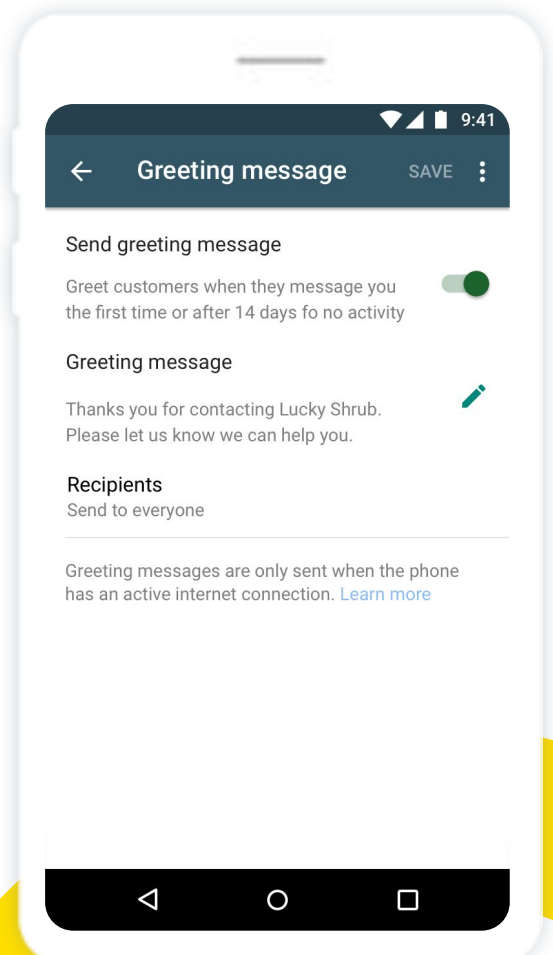 9:41
Greeting message SAVE
Send greeting message
Greet customers when they message you
the first time or after 14 days fo no activity
Greeting message
Thanks you for contacting Lucky Shrub.
Please let us know we can help you.
Recipients
Send to everyone
Greeting messages are only sent when the phone
has an active internet connection. Learn more